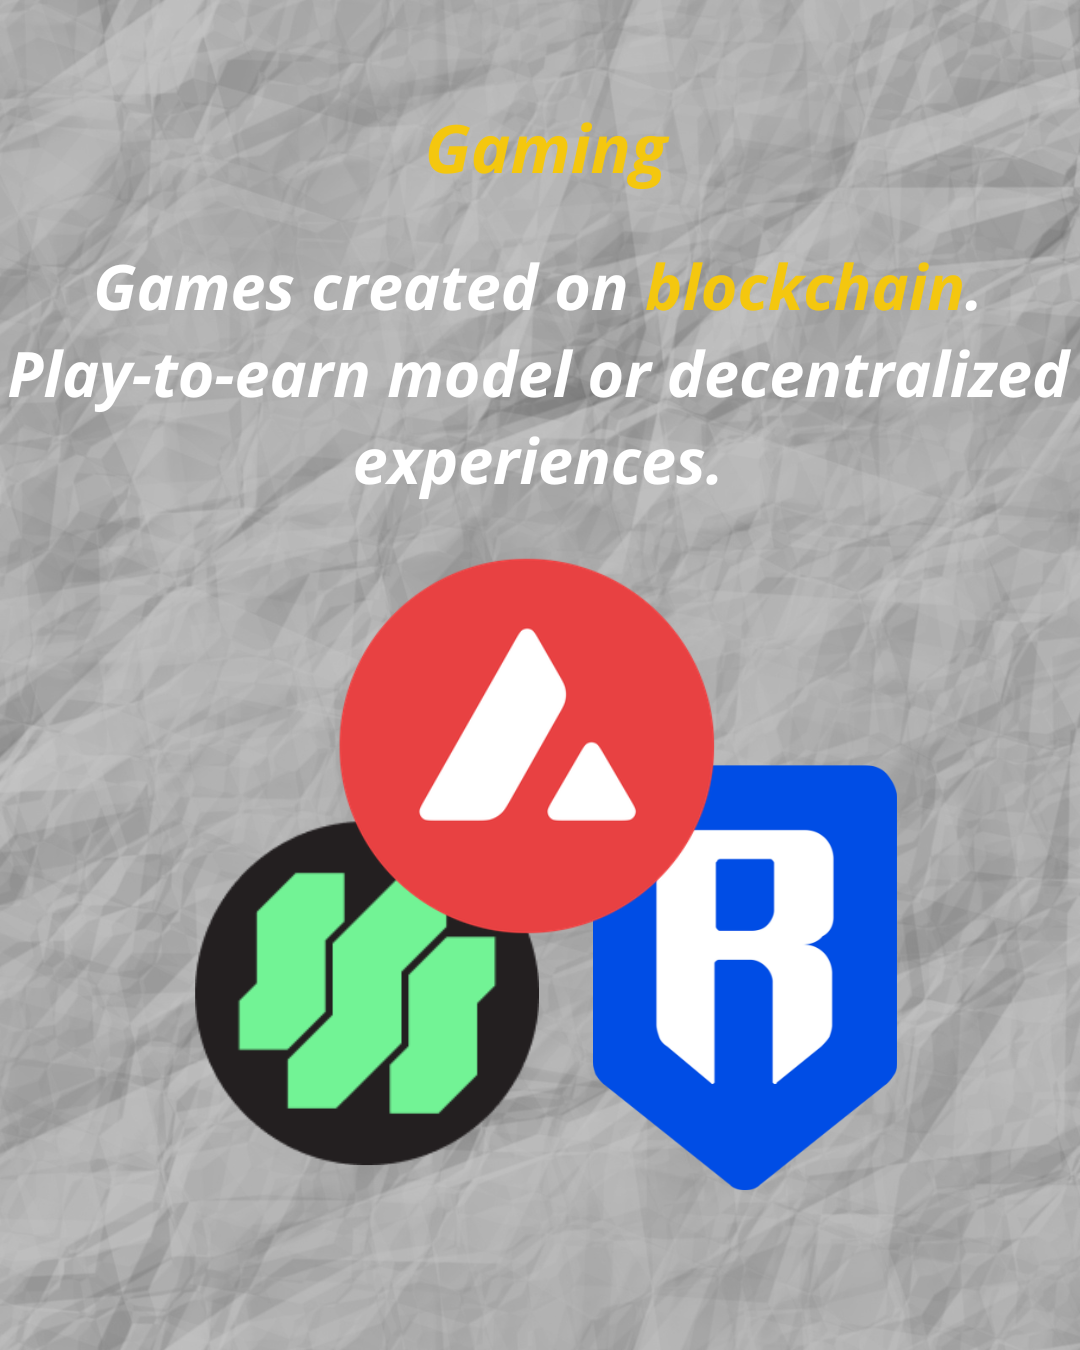 Gaming
Games created on blockchain.
Play-to-earn model or decentralized
experiences.
R